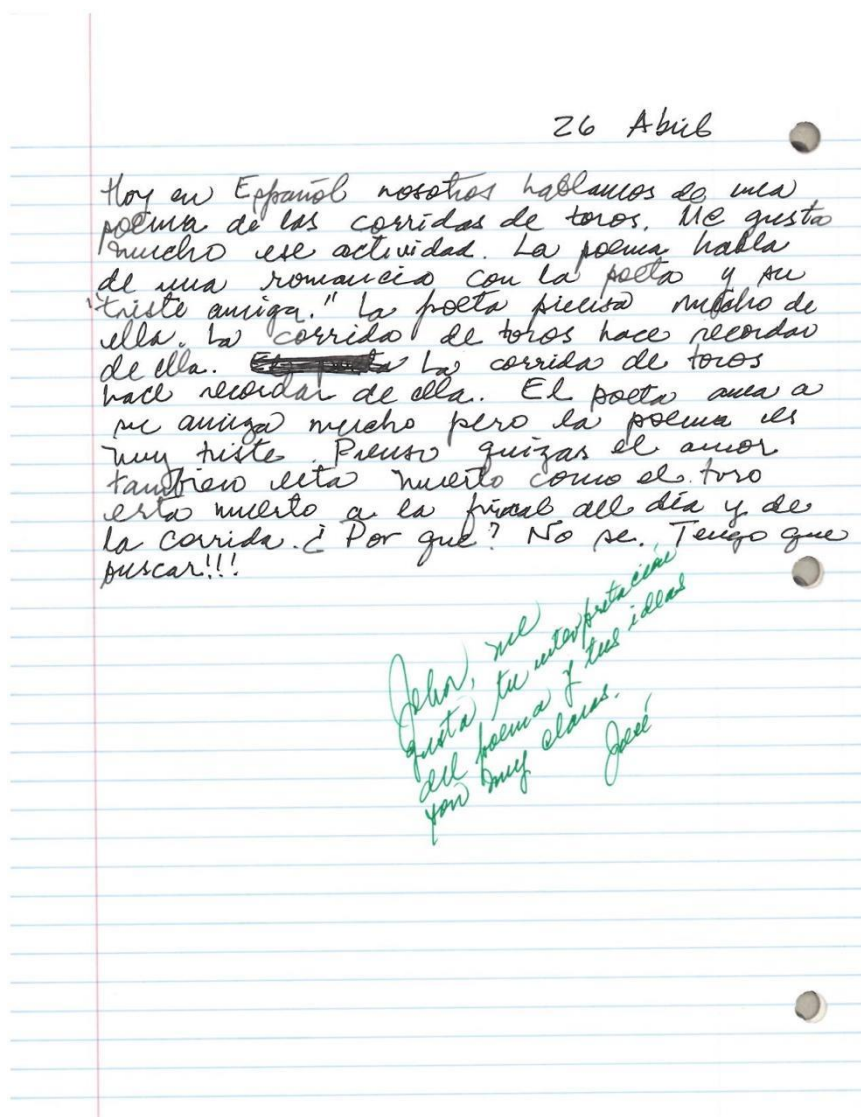 26 Abril
Hoy en Español nosotros hablamos de una
poema de las corridas de toros. Me gusta
mucho ese actividad. La poema habla
de una romancia con la poeta y su
"triste amiga." La poeta piensa mucho de
ella. La corrida de toros hace recordar
de ella. La corrida de toros
hace recordar de ella. El poeta ama a
su amiga mucho pero la poema es
muy triste. Pienso quizas el amor
tambien esta muerto como el toro
esta muerto a la final del día y de
la corrida. ¿Por que? No se. Tengo que
buscar!!!
John, me
gusta tu interpretación
del poema y tus ideas
son muy claras.
José